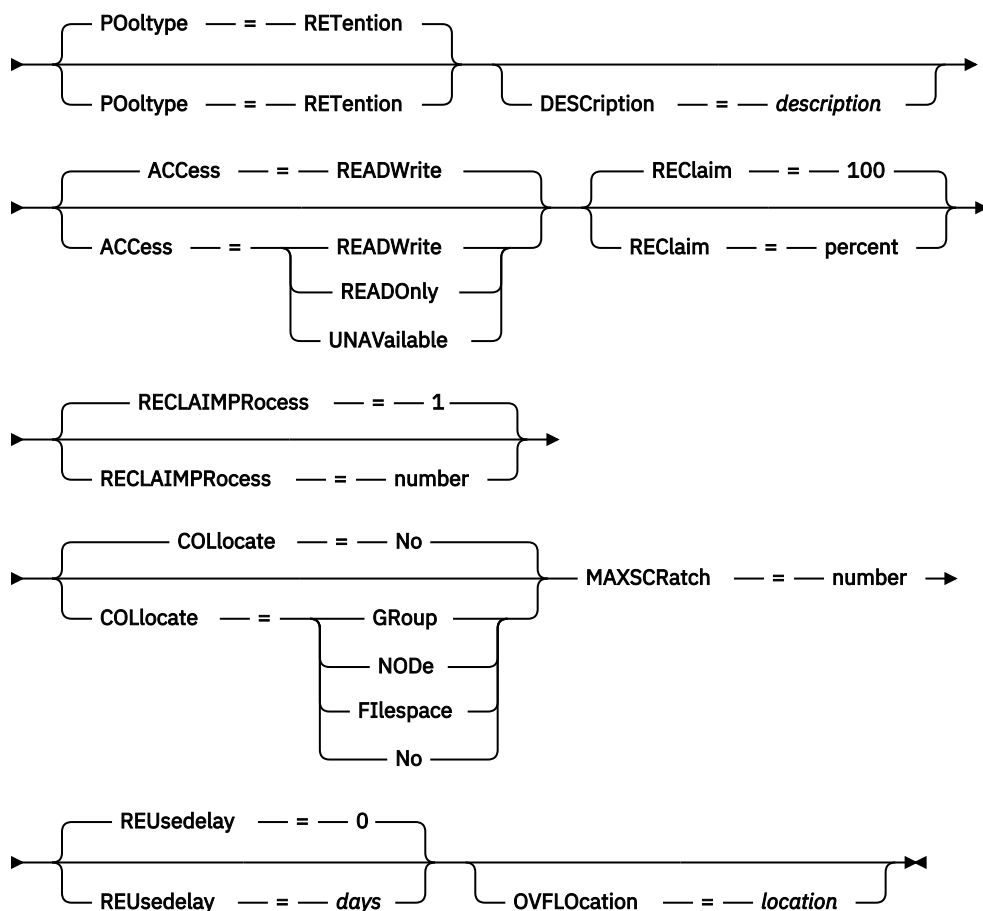 POoltype = RETention
POoltype = RETention
DESCription = description
ACCess = READWrite
ACCess = READWrite
READOnly
UNAVailable
REClaim = 100
REClaim = percent
RECLAIMPRocess = 1
RECLAIMPRocess = number
COLlocate = No
COLlocate = GRoup
NODe
FIlespace
No
MAXSCRatch = number
REUsedelay = 0
REUsedelay = days
OVFLOcation = location